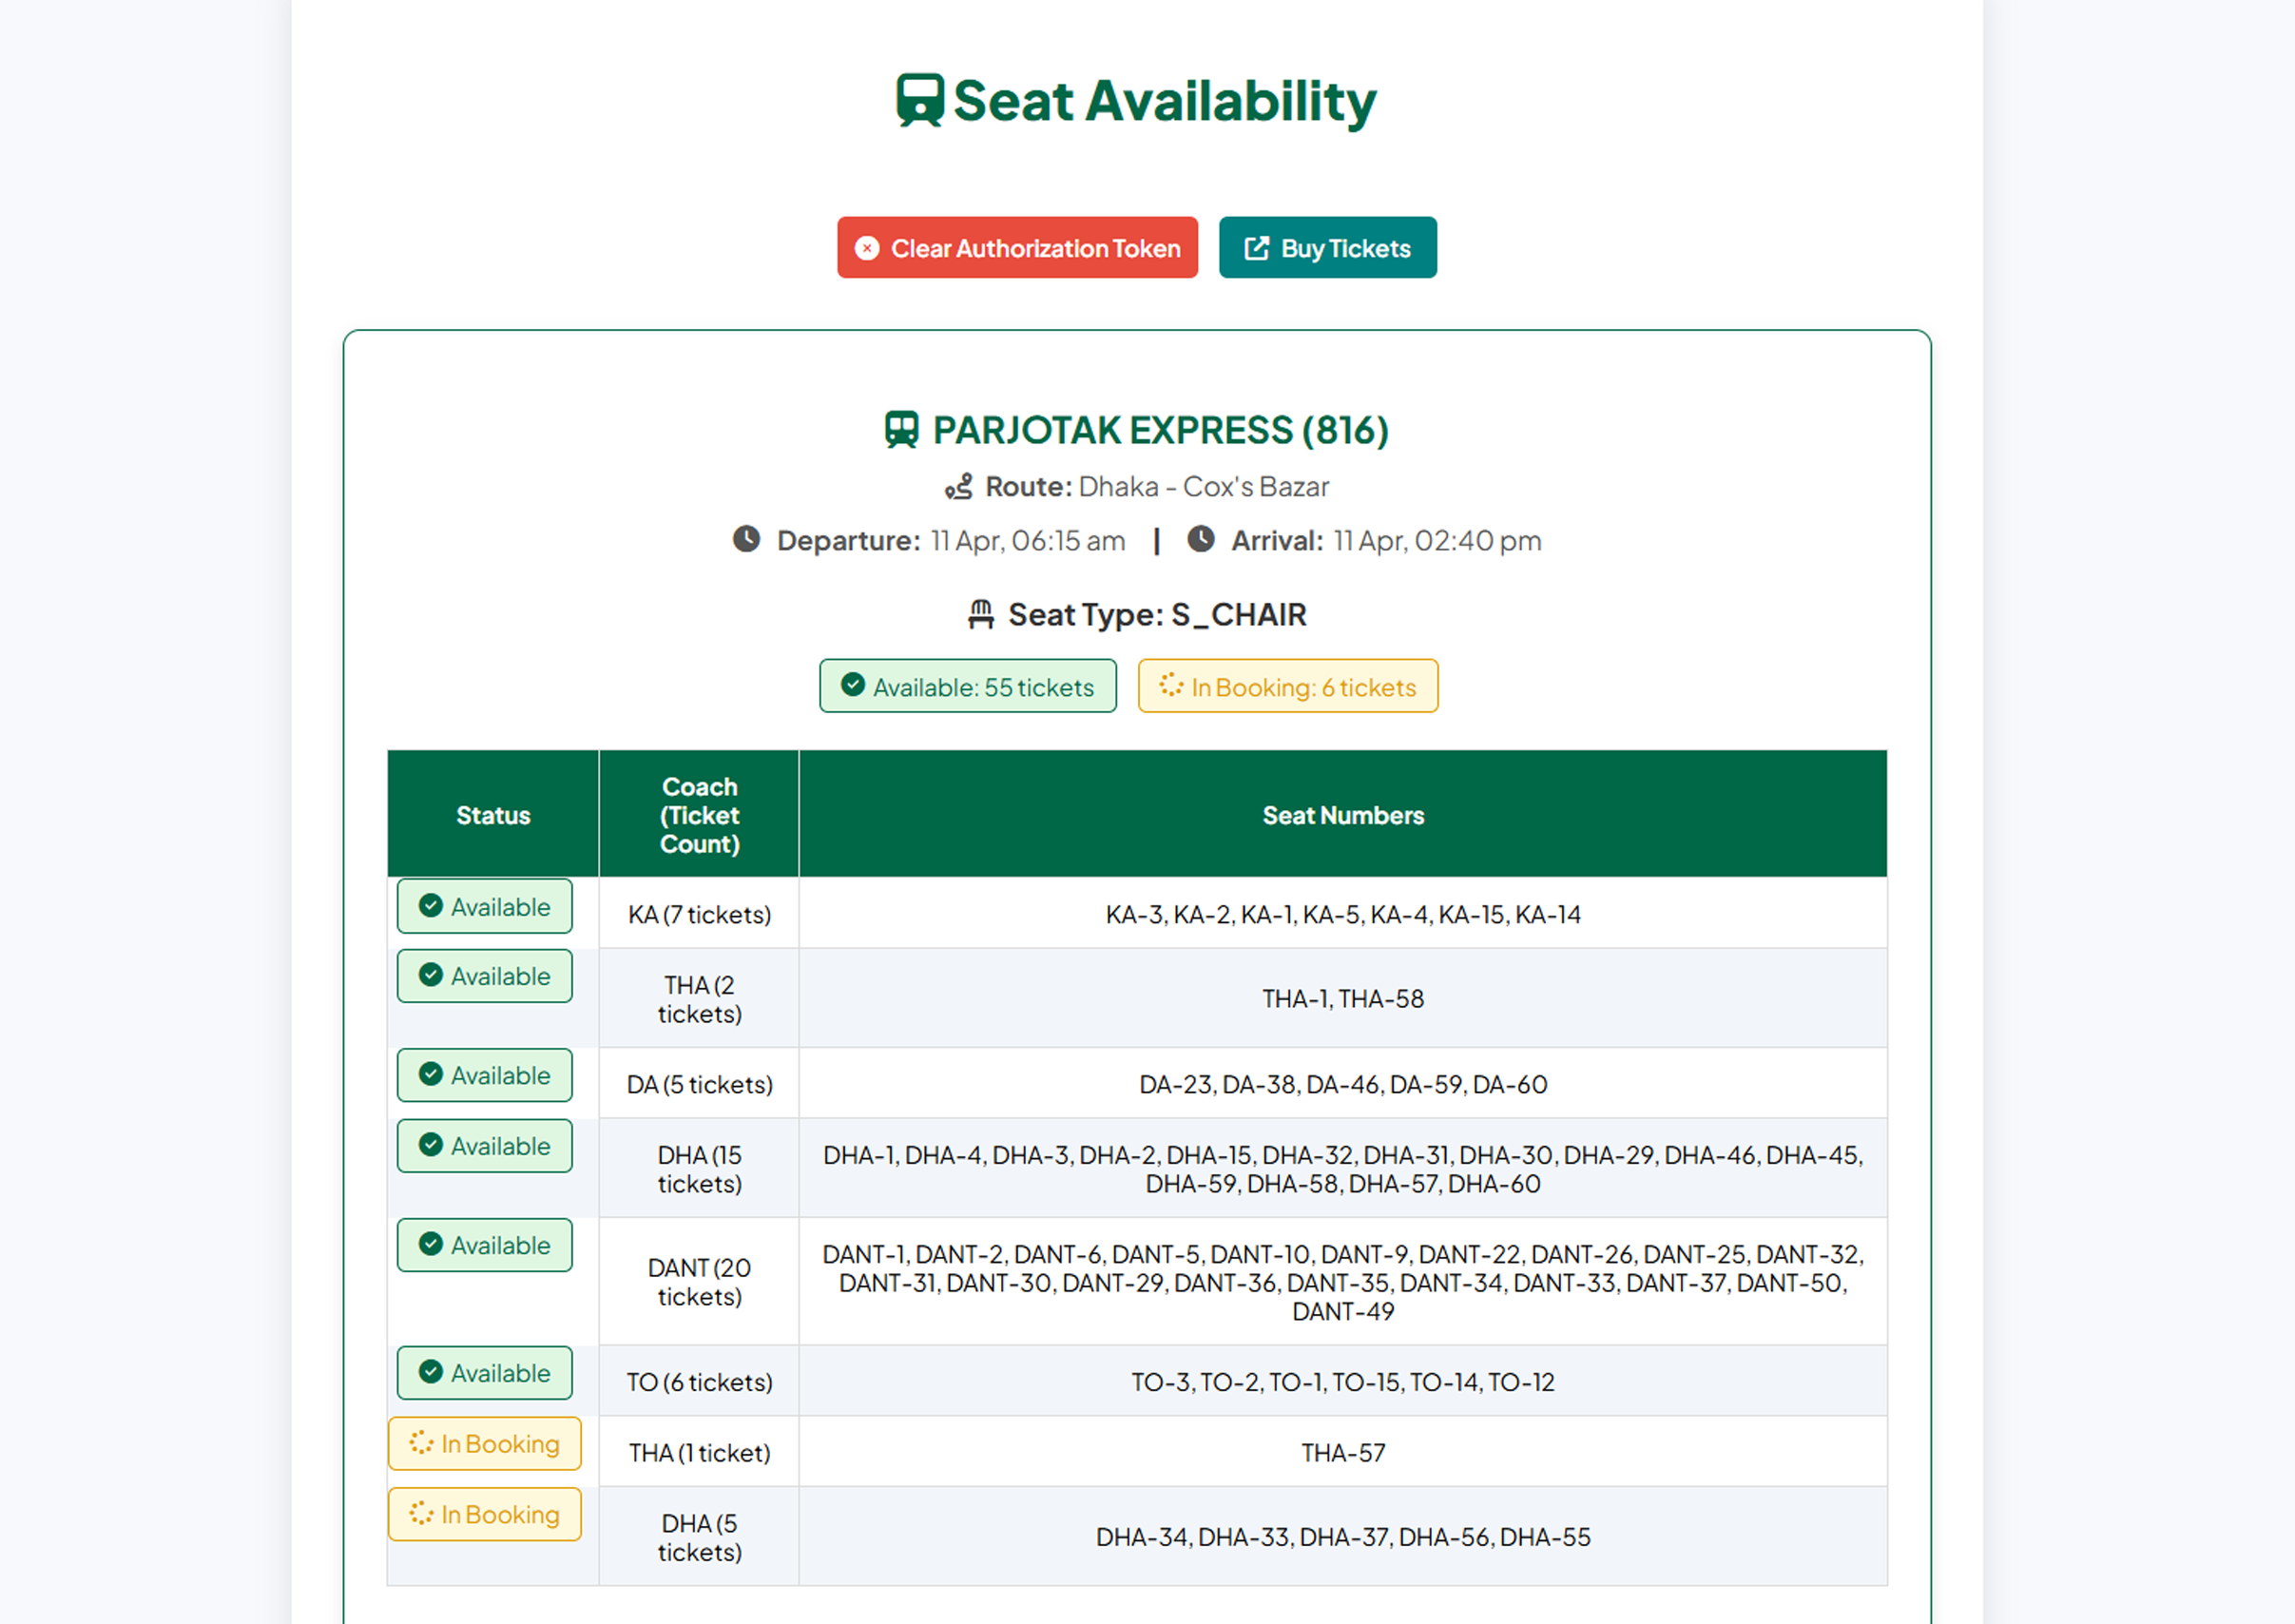 Seat Availability
Clear Authorization Token
Buy Tickets
PARJOTAK EXPRESS (816)
Route: Dhaka - Cox's Bazar
Departure: 11 Apr, 06:15 am | Arrival: 11 Apr, 02:40 pm
Seat Type: S_CHAIR
Available: 55 tickets
In Booking: 6 tickets
Status
Coach
(Ticket
Count)
Seat Numbers
Available
KA (7 tickets)
KA-3, KA-2, KA-1, KA-5, KA-4, KA-15, KA-14
Available
THA (2
tickets)
THA-1, THA-58
Available
DA (5 tickets)
DA-23, DA-38, DA-46, DA-59, DA-60
Available
DHA (15
tickets)
DHA-1, DHA-4, DHA-3, DHA-2, DHA-15, DHA-32, DHA-31, DHA-30, DHA-29, DHA-46, DHA-45,
DHA-59, DHA-58, DHA-57, DHA-60
Available
DANT (20
tickets)
DANT-1, DANT-2, DANT-6, DANT-5, DANT-10, DANT-9, DANT-22, DANT-26, DANT-25, DANT-32,
DANT-31, DANT-30, DANT-29, DANT-36, DANT-35, DANT-34, DANT-33, DANT-37, DANT-50,
DANT-49
Available
TO (6 tickets)
TO-3, TO-2, TO-1, TO-15, TO-14, TO-12
In Booking
THA (1 ticket)
THA-57
In Booking
DHA (5
tickets)
DHA-34, DHA-33, DHA-37, DHA-56, DHA-55